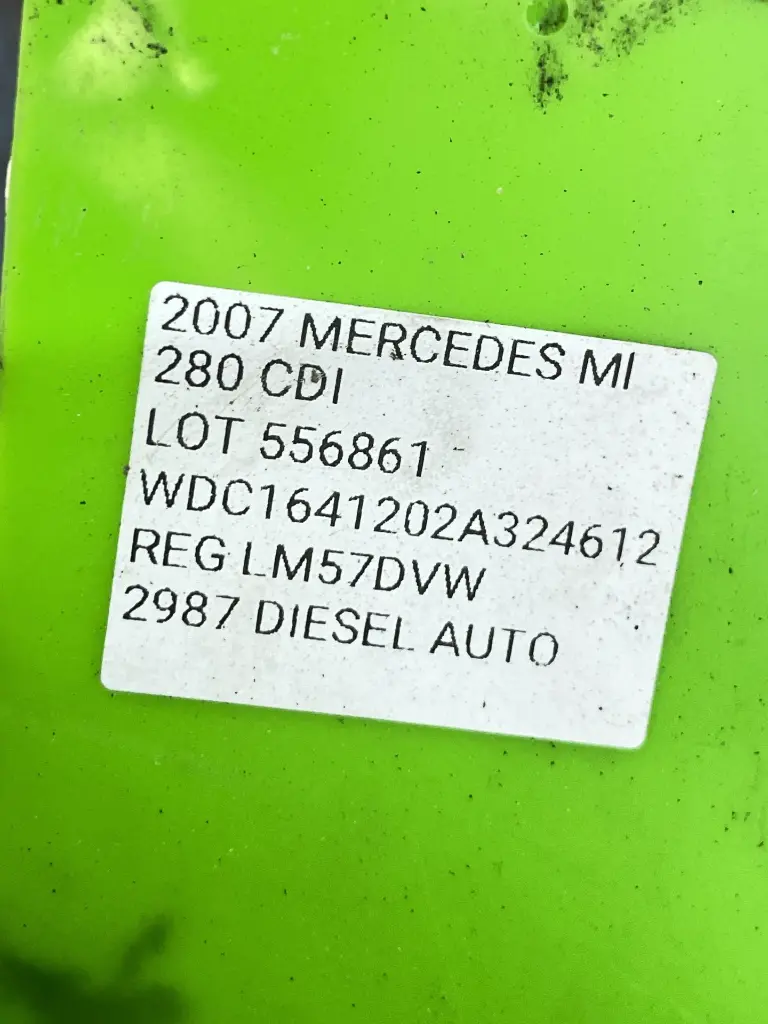 2007 MERCEDES MI
280 CDI
LOT 556861
WDC1641202A324612
REG LM57DVW
2987 DIESEL AUTO